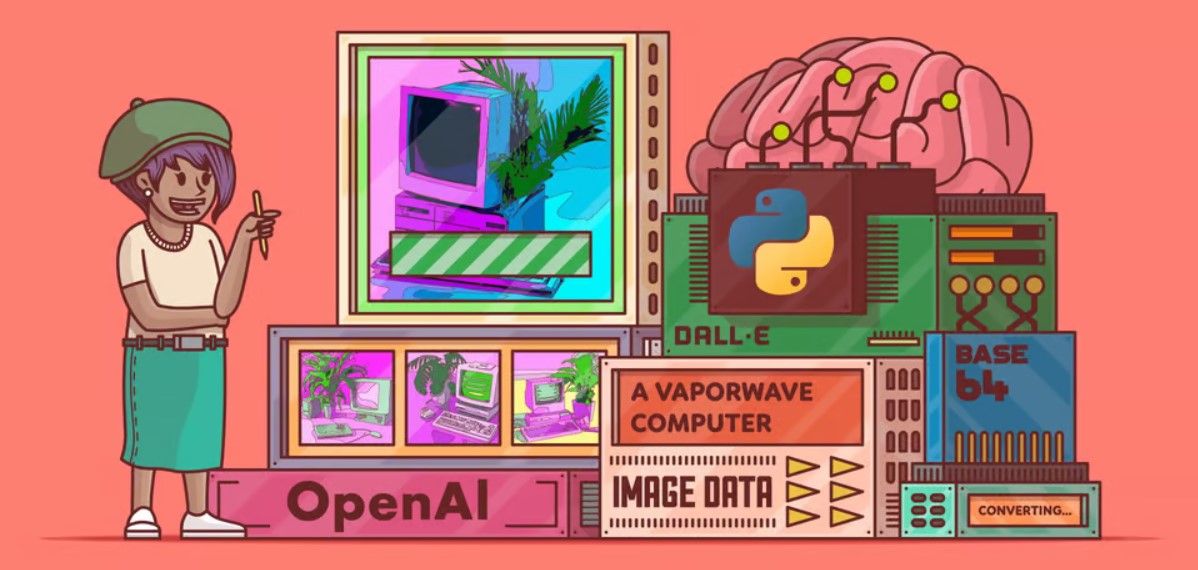 DALL·E
A VAPORWAVE
COMPUTER
BASE
64
OpenAI
IMAGE DATA
CONVERTING...